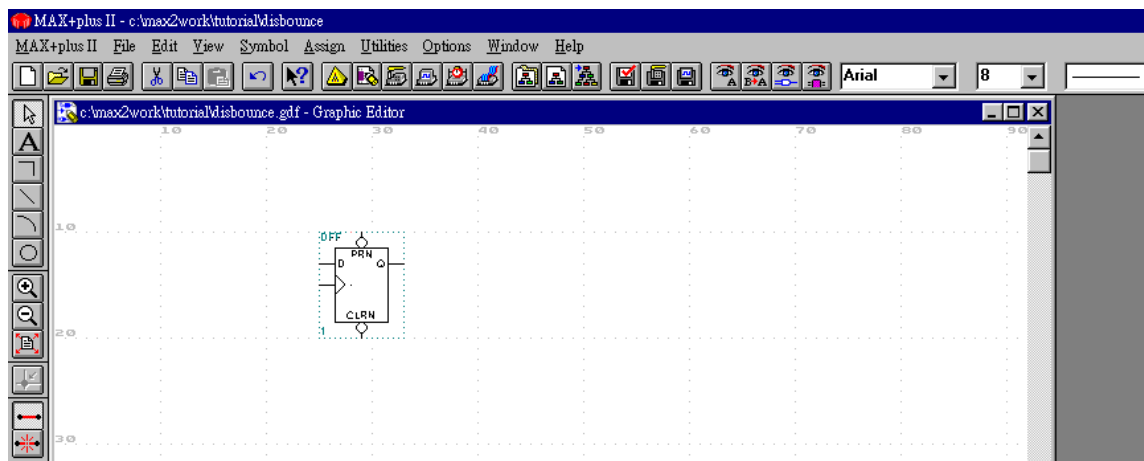 MAX+plus II - c:\max2work\tutorial\disbounce
MAX+plus II File Edit View Symbol Assign Utilities Options Window Help
Arial 8
c:\max2work\tutorial\disbounce.gdf - Graphic Editor
10 20 30 40 50 60 70 80 90
A
10
DFF
PRN
D Q
CLRN
1
20
30